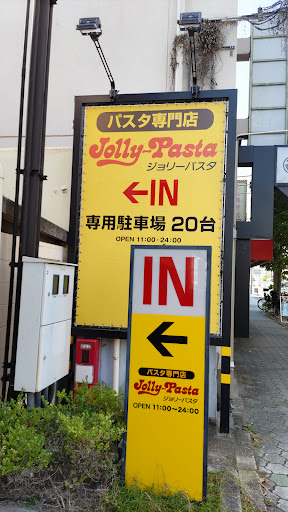 パスタ専門店
Jolly-Pasta
ジョリーパスタ
←IN
専用駐車場 20台
OPEN 11:00-24:00
IN
←
パスタ専門店
Jolly-Pasta
ジョリーパスタ
OPEN 11:00〜24:00